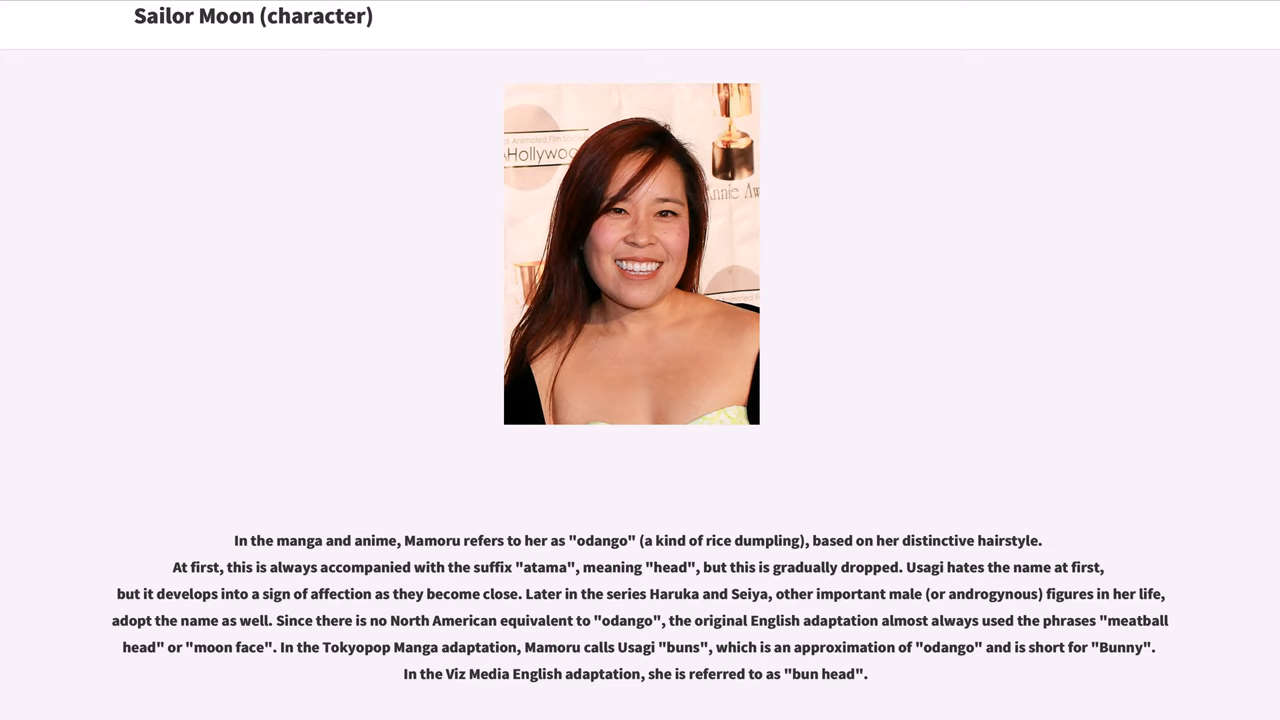 Sailor Moon (character)
Hollywoo
In the manga and anime, Mamoru refers to her as "odango" (a kind of rice dumpling), based on her distinctive hairstyle.
At first, this is always accompanied with the suffix "atama", meaning "head", but this is gradually dropped. Usagi hates the name at first,
but it develops into a sign of affection as they become close. Later in the series Haruka and Seiya, other important male (or androgynous) figures in her life,
adopt the name as well. Since there is no North American equivalent to "odango", the original English adaptation almost always used the phrases "meatball
head" or "moon face". In the Tokyopop Manga adaptation, Mamoru calls Usagi "buns", which is an approximation of "odango" and is short for "Bunny".
In the Viz Media English adaptation, she is referred to as "bun head".